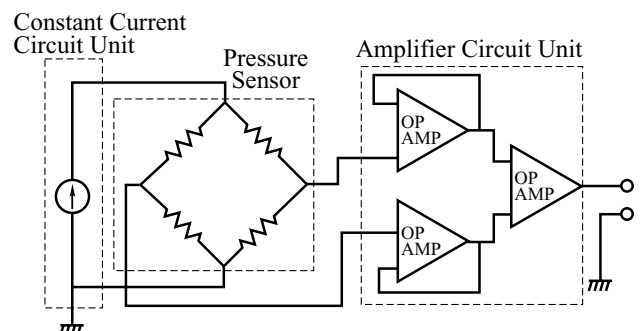 Constant Current
Circuit Unit
Pressure
Sensor
Amplifier Circuit Unit
OP
AMP
OP
AMP
OP
AMP